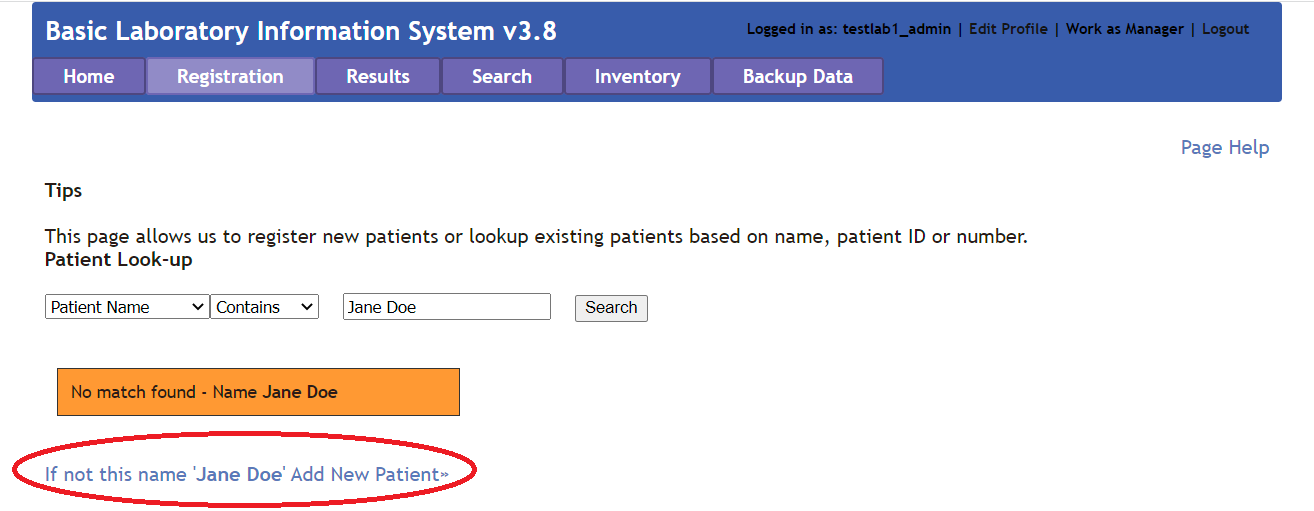 Basic Laboratory Information System v3.8
Logged in as: testlab1_admin | Edit Profile | Work as Manager | Logout
Home Registration Results Search Inventory Backup Data
Page Help
Tips
This page allows us to register new patients or lookup existing patients based on name, patient ID or number.
Patient Look-up
Patient Name Contains Jane Doe Search
No match found - Name Jane Doe
If not this name 'Jane Doe' Add New Patient»